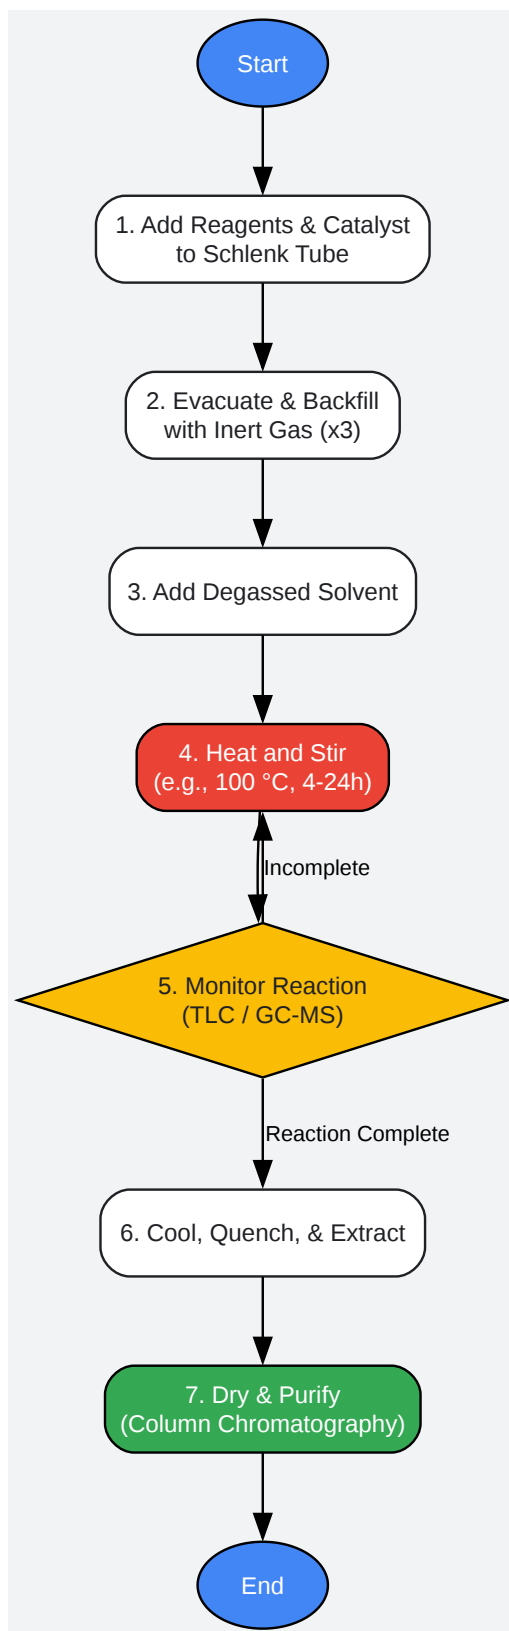 Start
1. Add Reagents & Catalyst
to Schlenk Tube
2. Evacuate & Backfill
with Inert Gas (x3)
3. Add Degassed Solvent
4. Heat and Stir
(e.g., 100 °C, 4-24h)
Incomplete
5. Monitor Reaction
(TLC / GC-MS)
Reaction Complete
6. Cool, Quench, & Extract
7. Dry & Purify
(Column Chromatography)
End